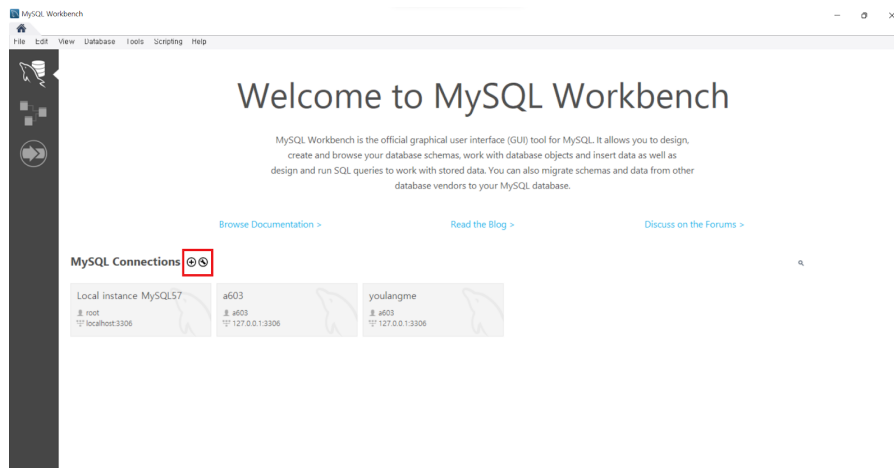 MySQL Workbench
File Edit View Database Tools Scripting Help
Welcome to MySQL Workbench
MySQL Workbench is the official graphical user interface (GUI) tool for MySQL. It allows you to design,
create and browse your database schemas, work with database objects and insert data as well as
design and run SQL queries to work with stored data. You can also migrate schemas and data from other
database vendors to your MySQL database.
Browse Documentation > Read the Blog > Discuss on the Forums >
MySQL Connections
Local instance MySQL57
root
localhost:3306
a603
a603
127.0.0.1:3306
youlangme
a603
127.0.0.1:3306